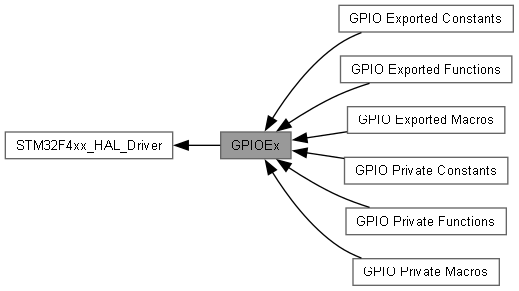 GPIO Exported Constants
GPIO Exported Functions
GPIO Exported Macros
STM32F4xx_HAL_Driver
GPIOEx
GPIO Private Constants
GPIO Private Functions
GPIO Private Macros